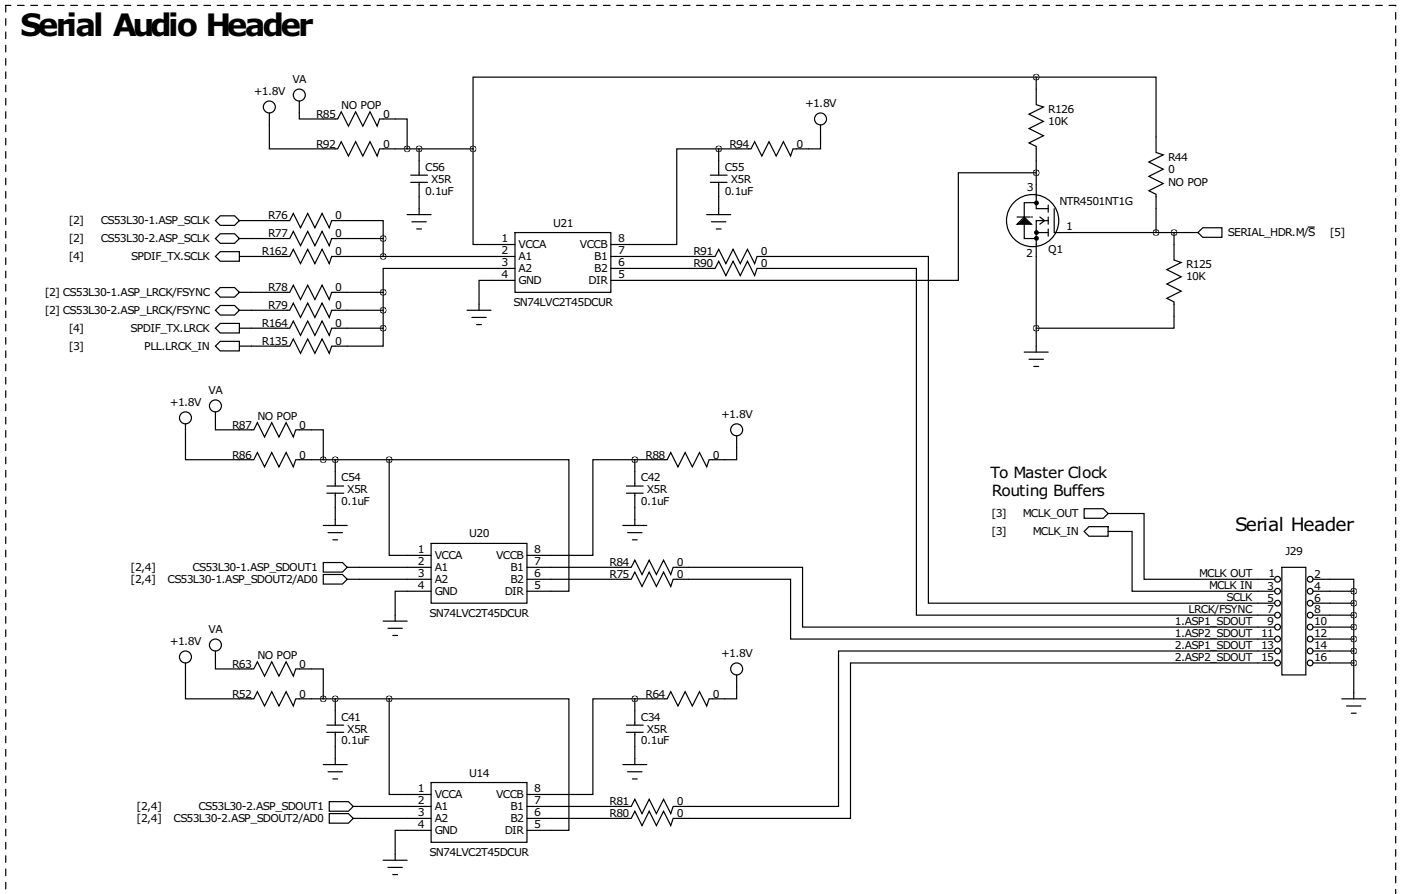 Serial Audio Header
VA
+1.8V
NO POP
R85 0
R92 0
C56
X5R
0.1uF
+1.8V
R94 0
C55
X5R
0.1uF
R126
10K
R44
0
NO POP
3
NTR4501NT1G
1
Q1
2
SERIAL_HDR.M/S̅ [5]
R125
10K
[2] CS53L30-1.ASP_SCLK R76 0
[2] CS53L30-2.ASP_SCLK R77 0
[4] SPDIF_TX.SCLK R162 0
[2] CS53L30-1.ASP_LRCK/FSYNC R78 0
[2] CS53L30-2.ASP_LRCK/FSYNC R79 0
[4] SPDIF_TX.LRCK R164 0
[3] PLL.LRCK_IN R135 0
U21
1 VCCA VCCB 8
2 A1 B1 7 R91 0
3 A2 B2 6 R90 0
4 GND DIR 5
SN74LVC2T45DCUR
VA
+1.8V
NO POP
R87 0
R86 0
C54
X5R
0.1uF
+1.8V
R88 0
C42
X5R
0.1uF
U20
1 VCCA VCCB 8
[2,4] CS53L30-1.ASP_SDOUT1 2 A1 B1 7 R84 0
[2,4] CS53L30-1.ASP_SDOUT2/AD0 3 A2 B2 6 R75 0
4 GND DIR 5
SN74LVC2T45DCUR
To Master Clock
Routing Buffers
[3] MCLK_OUT
[3] MCLK_IN
Serial Header
J29
MCLK OUT 1 2
MCLK IN 3 4
SCLK 5 6
LRCK/FSYNC 7 8
1.ASP1_SDOUT 9 10
1.ASP2_SDOUT 11 12
2.ASP1_SDOUT 13 14
2.ASP2_SDOUT 15 16
VA
+1.8V
NO POP
R63 0
R52 0
C41
X5R
0.1uF
+1.8V
R64 0
C34
X5R
0.1uF
U14
1 VCCA VCCB 8
[2,4] CS53L30-2.ASP_SDOUT1 2 A1 B1 7 R81 0
[2,4] CS53L30-2.ASP_SDOUT2/AD0 3 A2 B2 6 R80 0
4 GND DIR 5
SN74LVC2T45DCUR